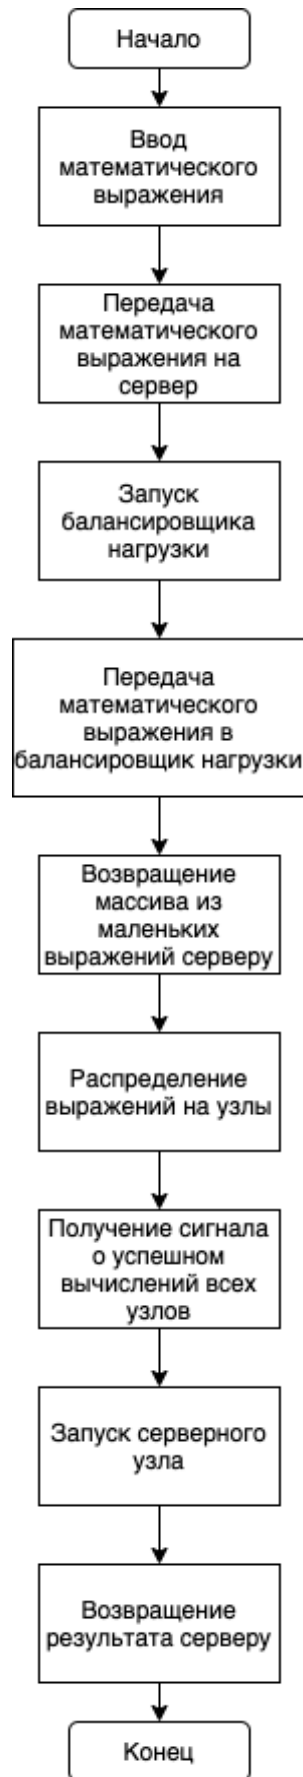 Начало
Ввод
математического
выражения
Передача
математического
выражения на
сервер
Запуск
балансировщика
нагрузки
Передача
математического
выражения в
балансировщик нагрузки
Возвращение
массива из
маленьких
выражений серверу
Распределение
выражений на узлы
Получение сигнала
о успешном
вычислений всех
узлов
Запуск серверного
узла
Возвращение
результата серверу
Конец